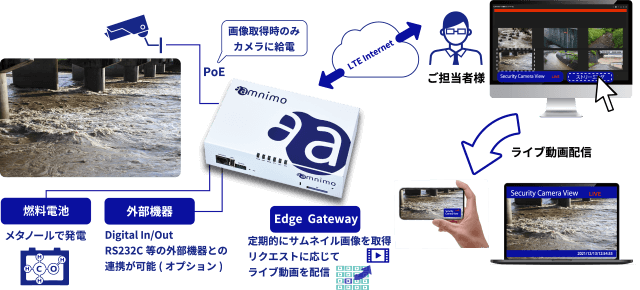 画像取得時のみ
カメラに給電
PoE
LTE Internet
ご担当者様
Security Camera View
LIVE
omnimo
a
omnimo
ライブ動画配信
燃料電池
メタノールで発電
H
C
O
H
外部機器
Digital In/Out
RS232C 等の外部機器との
連携が可能 ( オプション )
Edge Gateway
定期的にサムネイル画像を取得
リクエストに応じて
ライブ動画を配信
Security Camera View
LIVE